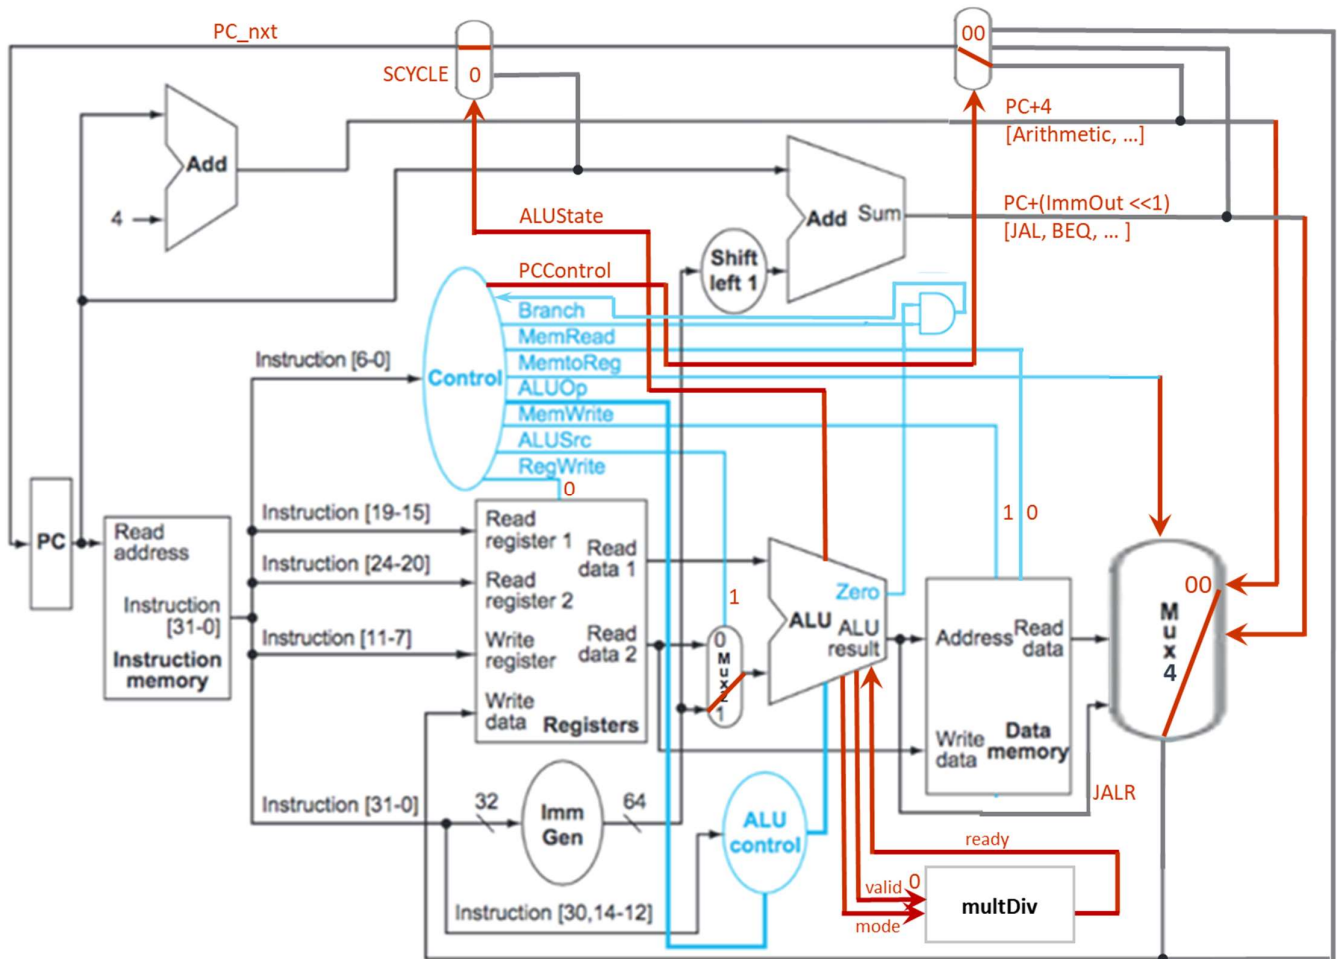 PC_nxt
00
SCYCLE
0
PC+4
[Arithmetic, ...]
Add
4
ALUState
Add
Sum
PC+(ImmOut <<1)
[JAL, BEQ, ... ]
Shift
left 1
PCControl
Branch
MemRead
Instruction [6-0]
MemtoReg
Control
ALUOp
MemWrite
ALUSrc
RegWrite
0
Instruction [19-15]
1 0
PC
Read
address
Read
register 1
Read
data 1
Instruction [24-20]
Read
register 2
Zero
00
1
Instruction
[31-0]
ALU
ALU
result
Mux
4
Address
Read
data
Instruction [11-7]
Write
register
Read
data 2
0
Mux2
1
Instruction
memory
Write
data
Registers
Write
data
Data
memory
Instruction [31-0]
32
Imm
Gen
64
ALU
control
JALR
ready
valid
0
multDiv
mode
Instruction [30,14-12]